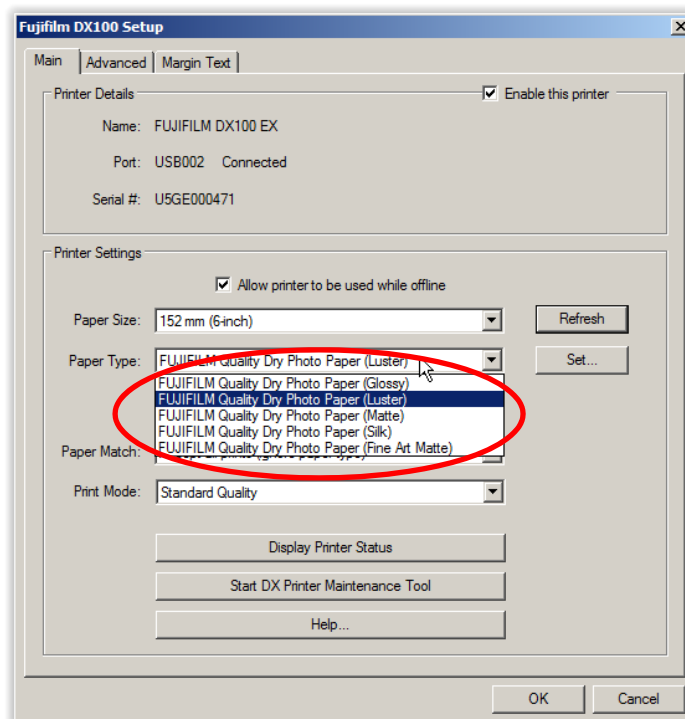 Fujifilm DX100 Setup
Main Advanced Margin Text
Printer Details
Enable this printer
Name: FUJIFILM DX100 EX
Port: USB002 Connected
Serial #: U5GE000471
Printer Settings
Allow printer to be used while offline
Paper Size: 152 mm (6-inch) Refresh
Paper Type: FUJIFILM Quality Dry Photo Paper (Luster) Set...
FUJIFILM Quality Dry Photo Paper (Glossy)
FUJIFILM Quality Dry Photo Paper (Luster)
FUJIFILM Quality Dry Photo Paper (Matte)
FUJIFILM Quality Dry Photo Paper (Silk)
FUJIFILM Quality Dry Photo Paper (Fine Art Matte)
Paper Match:
Print Mode: Standard Quality
Display Printer Status
Start DX Printer Maintenance Tool
Help...
OK Cancel